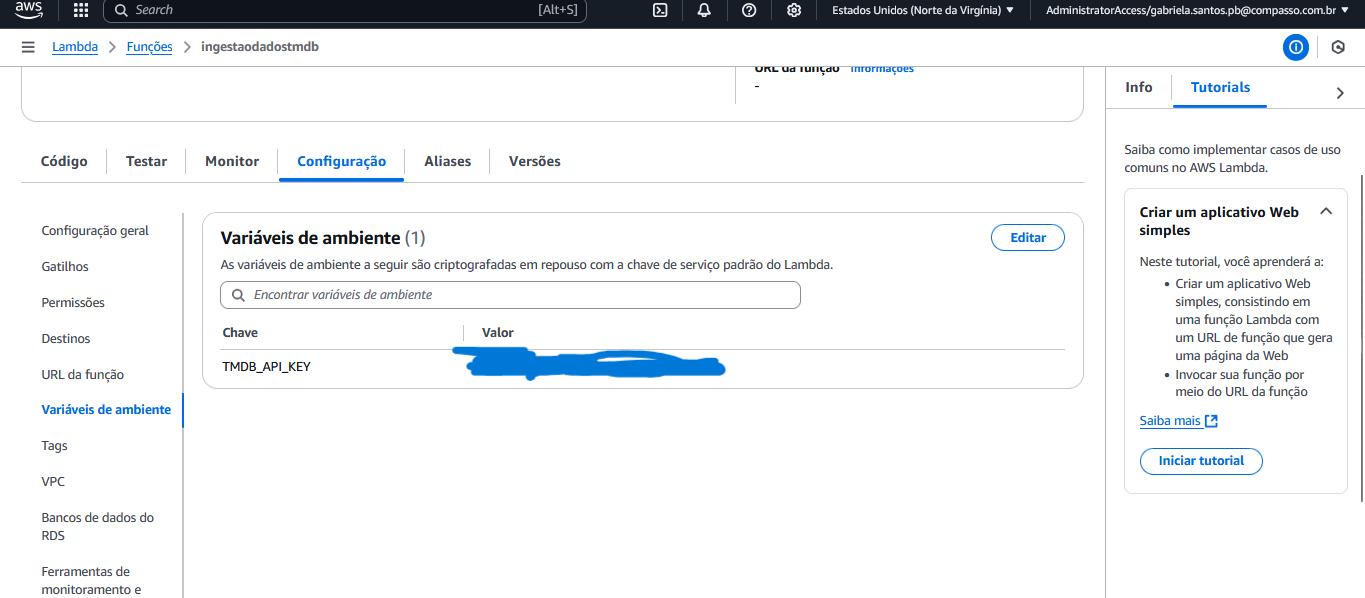 aws
Search
[Alt+S]
Estados Unidos (Norte da Virgínia)
AdministratorAccess/gabriela.santos.pb@compasso.com.br
Lambda
Funções
ingestaodadostmdb
URL da função
Informações
-
Info
Tutorials
Código
Testar
Monitor
Configuração
Aliases
Versões
Configuração geral
Gatilhos
Permissões
Destinos
URL da função
Variáveis de ambiente
Tags
VPC
Bancos de dados do
RDS
Ferramentas de
monitoramento e
Variáveis de ambiente (1)
Editar
As variáveis de ambiente a seguir são criptografadas em repouso com a chave de serviço padrão do Lambda.
Encontrar variáveis de ambiente
Chave
Valor
TMDB_API_KEY
Saiba como implementar casos de uso
comuns no AWS Lambda.
Criar um aplicativo Web
simples
Neste tutorial, você aprenderá a:
• Criar um aplicativo Web
simples, consistindo em
uma função Lambda com
um URL de função que gera
uma página da Web
• Invocar sua função por
meio do URL da função
Saiba mais
Iniciar tutorial